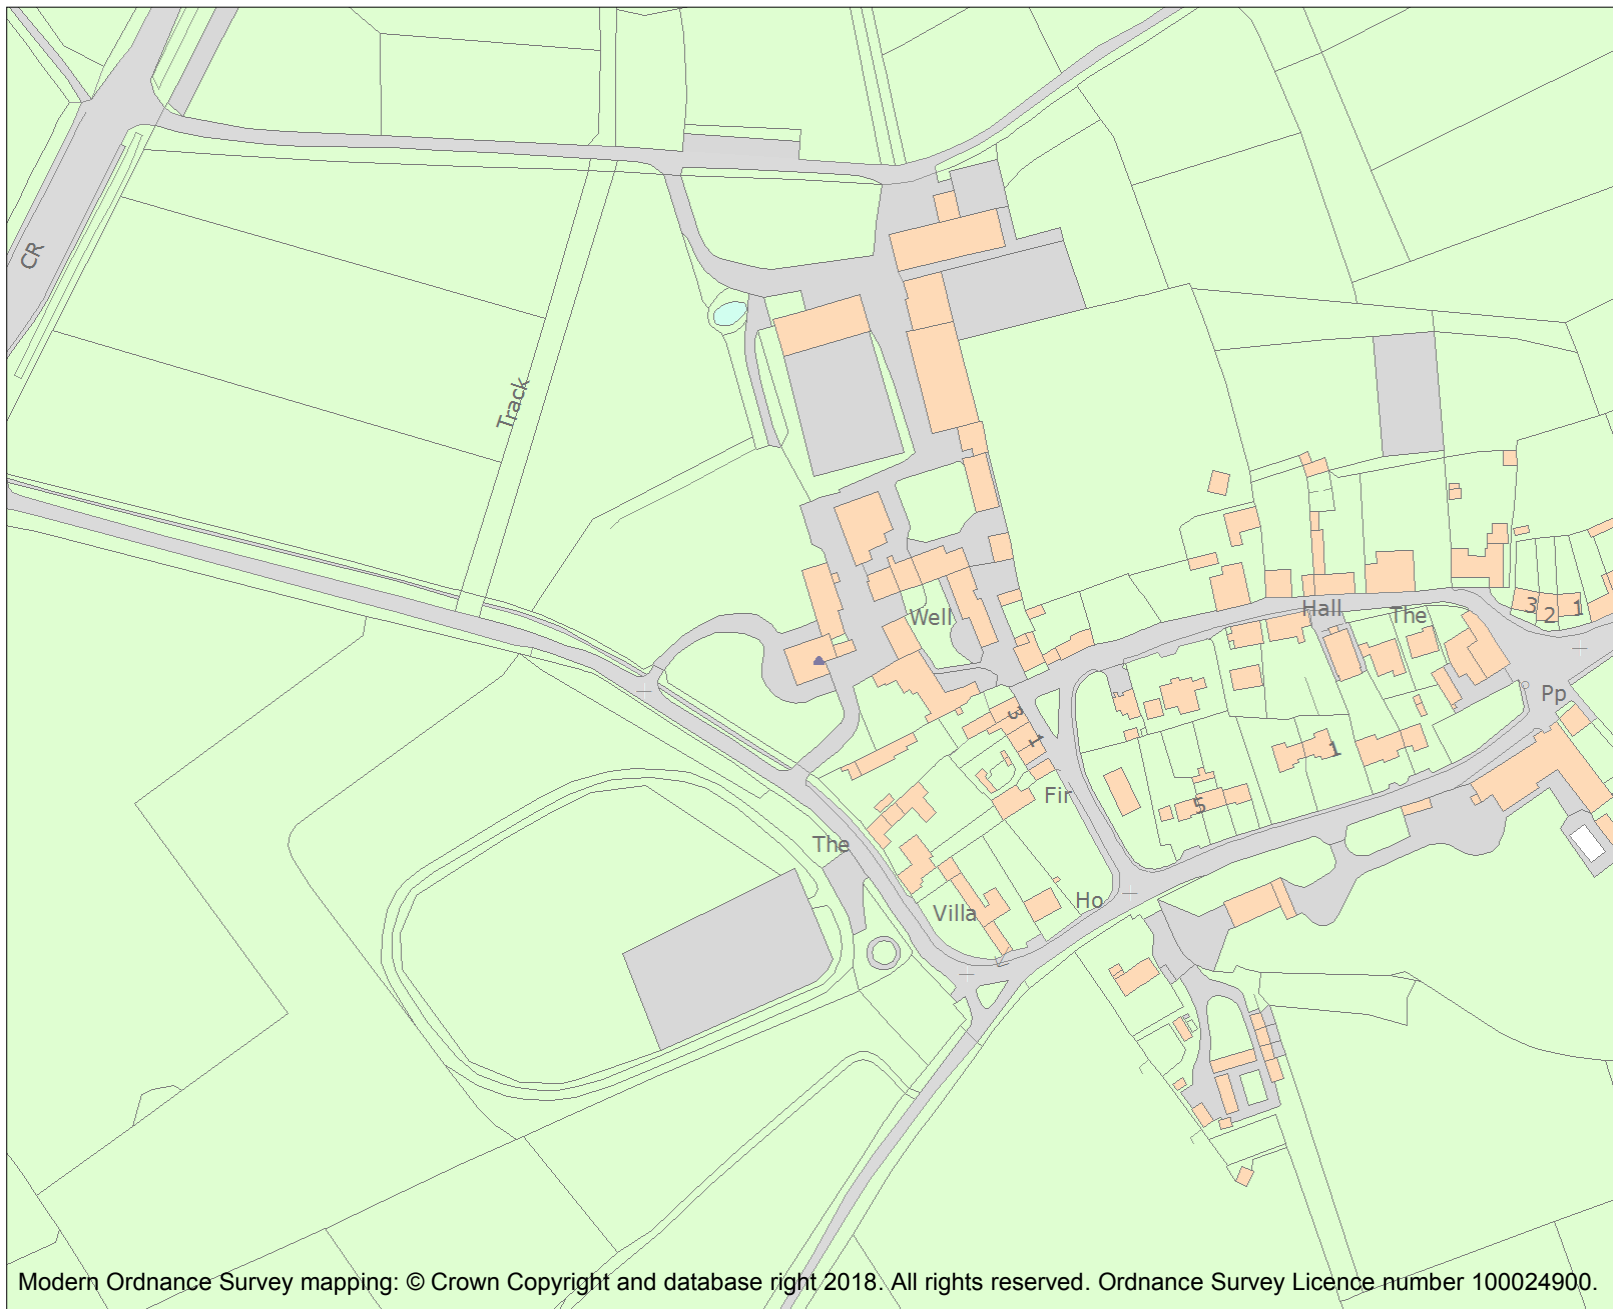 CR
Track
Well
Hall
The
3
2
1
Pp
3
1
1
Fir
5
The
Villa
Ho
Modern Ordnance Survey mapping: © Crown Copyright and database right 2018. All rights reserved. Ordnance Survey Licence number 100024900.